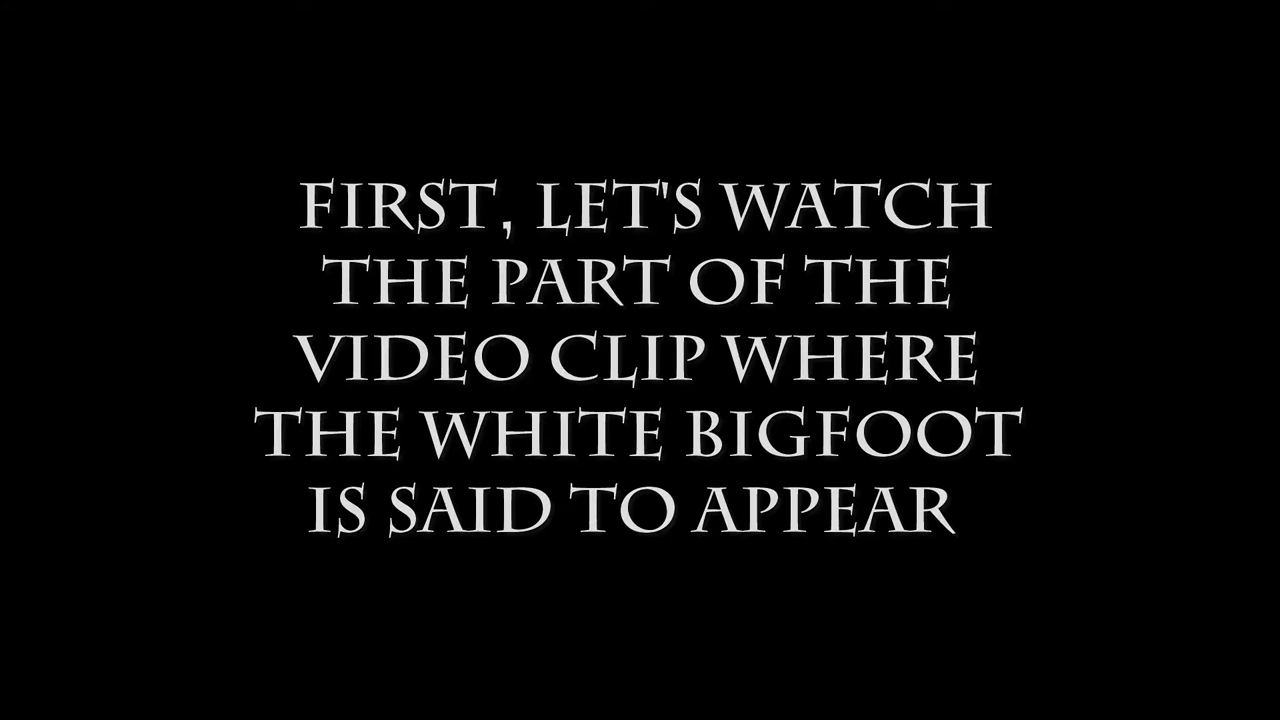 FIRST, LET'S WATCH
THE PART OF THE
VIDEO CLIP WHERE
THE WHITE BIGFOOT
IS SAID TO APPEAR